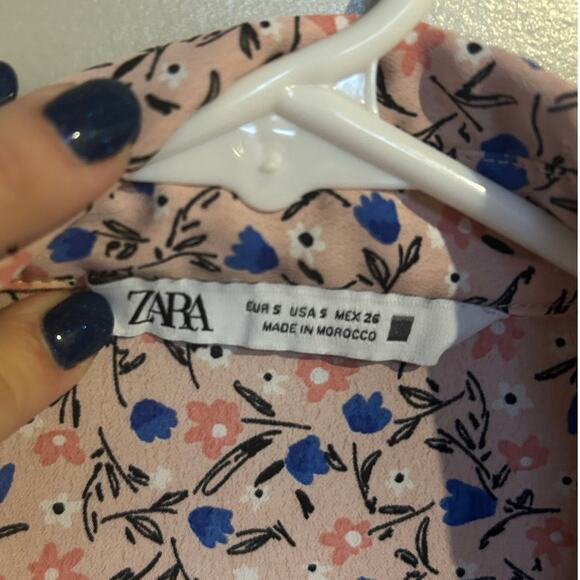 ZARA
EUR S USA S MEX 26
MADE IN MOROCCO